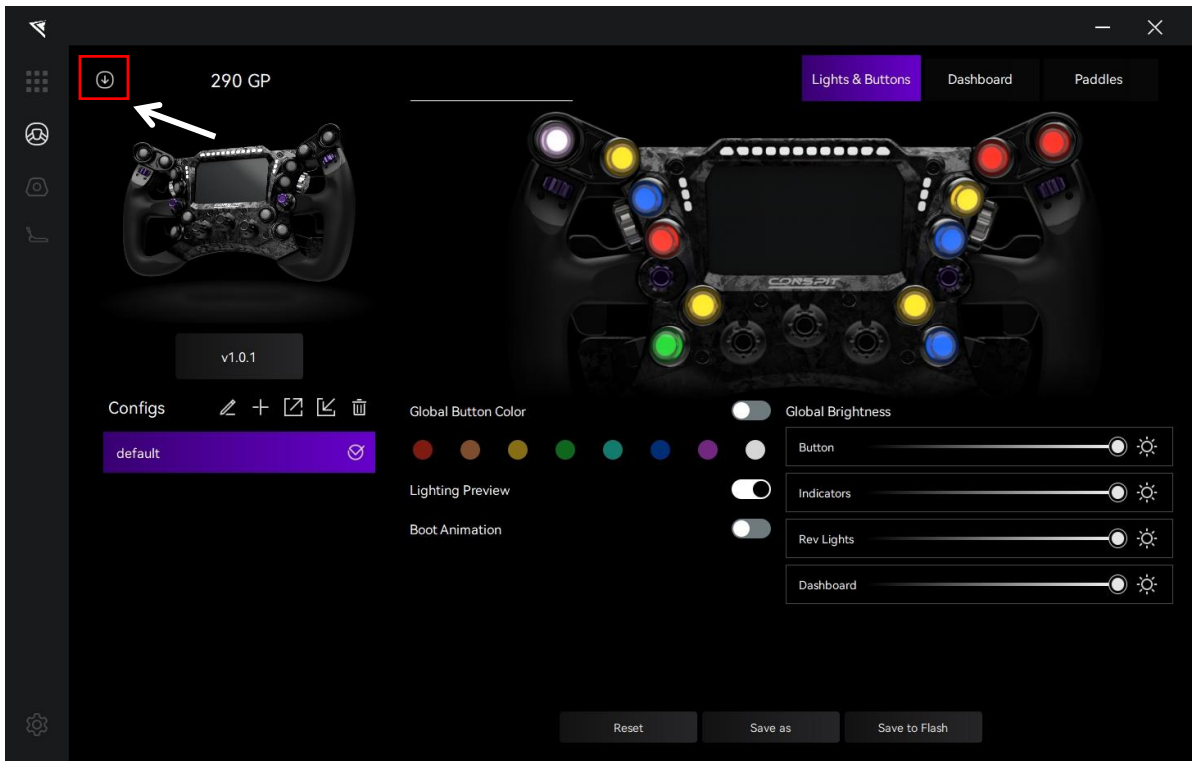 290 GP
Lights & Buttons
Dashboard
Paddles
CONSPIT
v1.0.1
Configs
default
Global Button Color
Lighting Preview
Boot Animation
Global Brightness
Button
Indicators
Rev Lights
Dashboard
Reset
Save as
Save to Flash